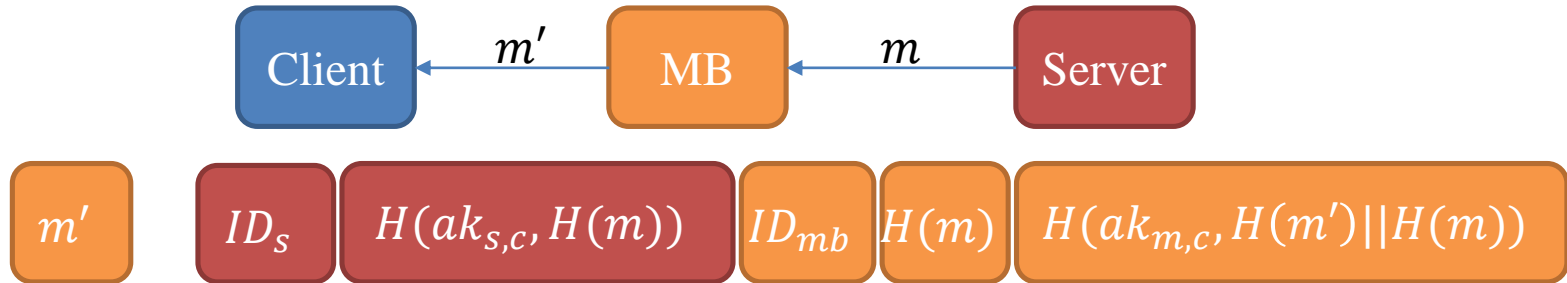 Client m′ MB m Server
m′ ID_s H(ak_{s,c}, H(m)) ID_{mb} H(m) H(ak_{m,c}, H(m′)||H(m))